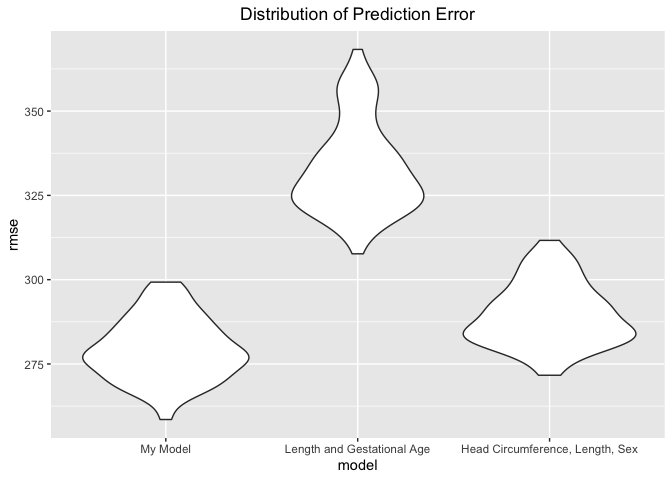 Distribution of Prediction Error
rmse
350
325
300
275
My Model
Length and Gestational Age
Head Circumference, Length, Sex
model